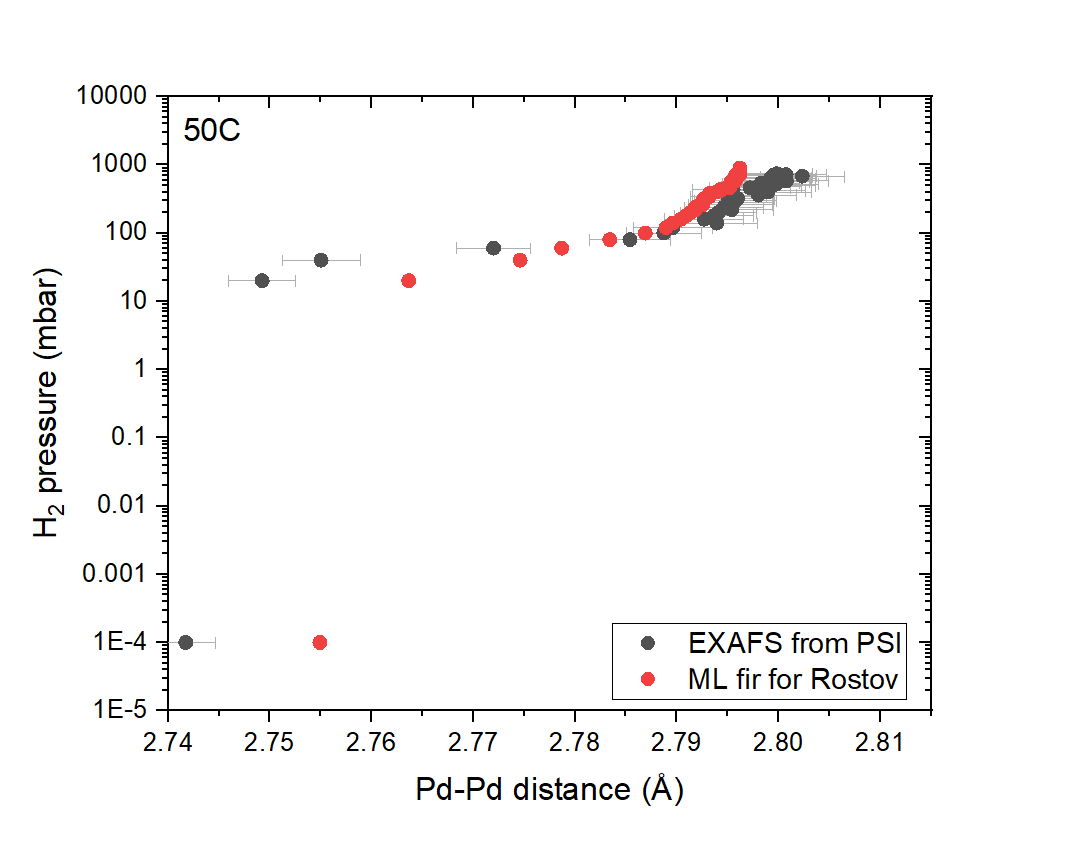 10000
50C
1000
100
10
1
0.1
0.01
0.001
1E-4
1E-5
H2 pressure (mbar)
EXAFS from PSI
ML fir for Rostov
2.74 2.75 2.76 2.77 2.78 2.79 2.80 2.81
Pd-Pd distance (Å)